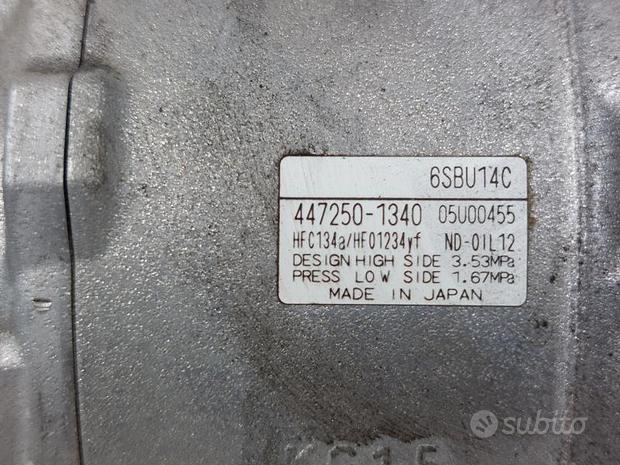 6SBU14C
447250-1340 05U00455
HFC134a/HFO1234yf ND-OIL12
DESIGN HIGH SIDE 3.53MPa
PRESS LOW SIDE 1.67MPa
MADE IN JAPAN
subito